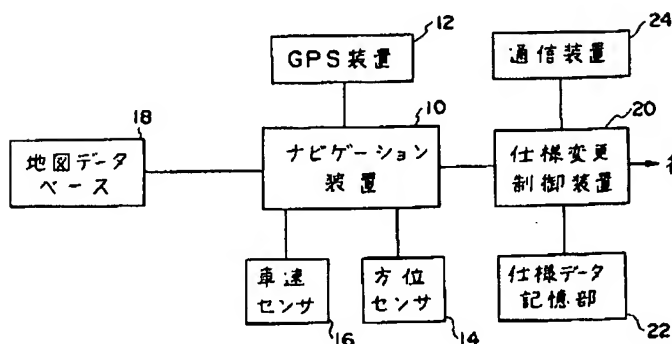 12
GPS装置
24
通信装置
18
地図データ
ベース
10
ナビゲーション
装置
20
仕様変更
制御装置
車速
センサ
16
方位
センサ
14
仕様データ
記憶部
22